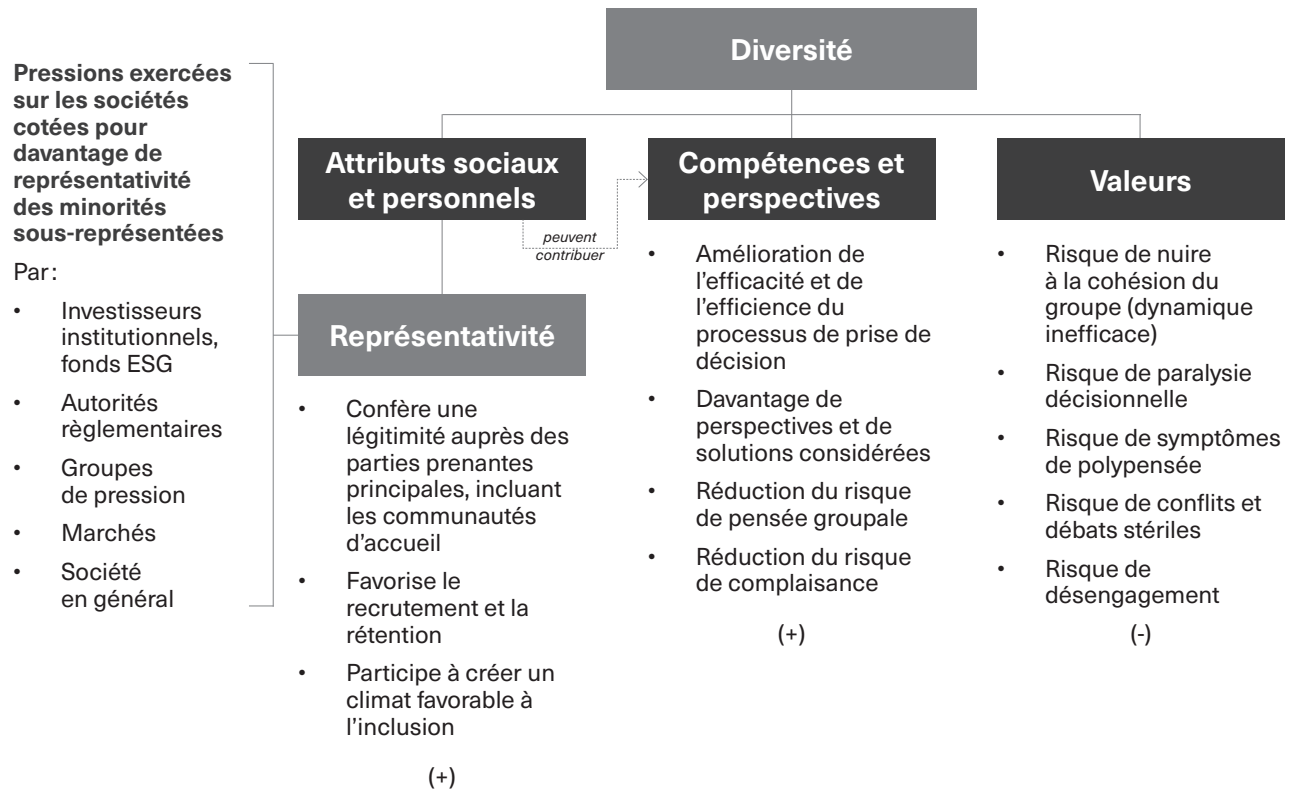 Diversité
Pressions exercées
sur les sociétés
cotées pour
davantage de
représentativité
des minorités
sous-représentées
Par :
• Investisseurs
institutionnels,
fonds ESG
• Autorités
règlementaires
• Groupes
de pression
• Marchés
• Société
en général
Attributs sociaux
et personnels
peuvent
contribuer
Représentativité
• Confère une
légitimité auprès des
parties prenantes
principales, incluant
les communautés
d'accueil
• Favorise le
recrutement et la
rétention
• Participe à créer un
climat favorable à
l'inclusion
(+)
Compétences et
perspectives
• Amélioration de
l'efficacité et de
l'efficience du
processus de prise de
décision
• Davantage de
perspectives et de
solutions considérées
• Réduction du risque
de pensée groupale
• Réduction du risque
de complaisance
(+)
Valeurs
• Risque de nuire
à la cohésion du
groupe (dynamique
inefficace)
• Risque de paralysie
décisionnelle
• Risque de symptômes
de polypensée
• Risque de conflits et
débats stériles
• Risque de
désengagement
(-)